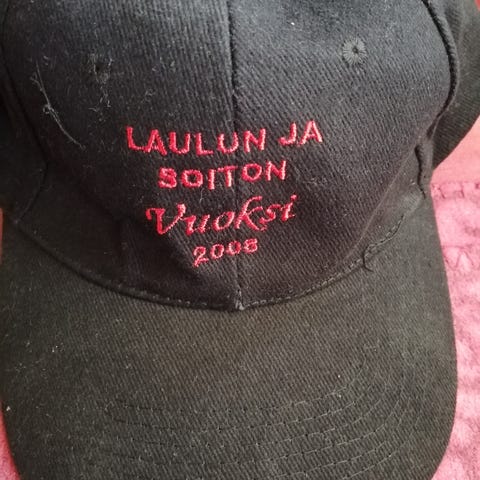 LAULUN JA
SOITON
Vuoksi
2008